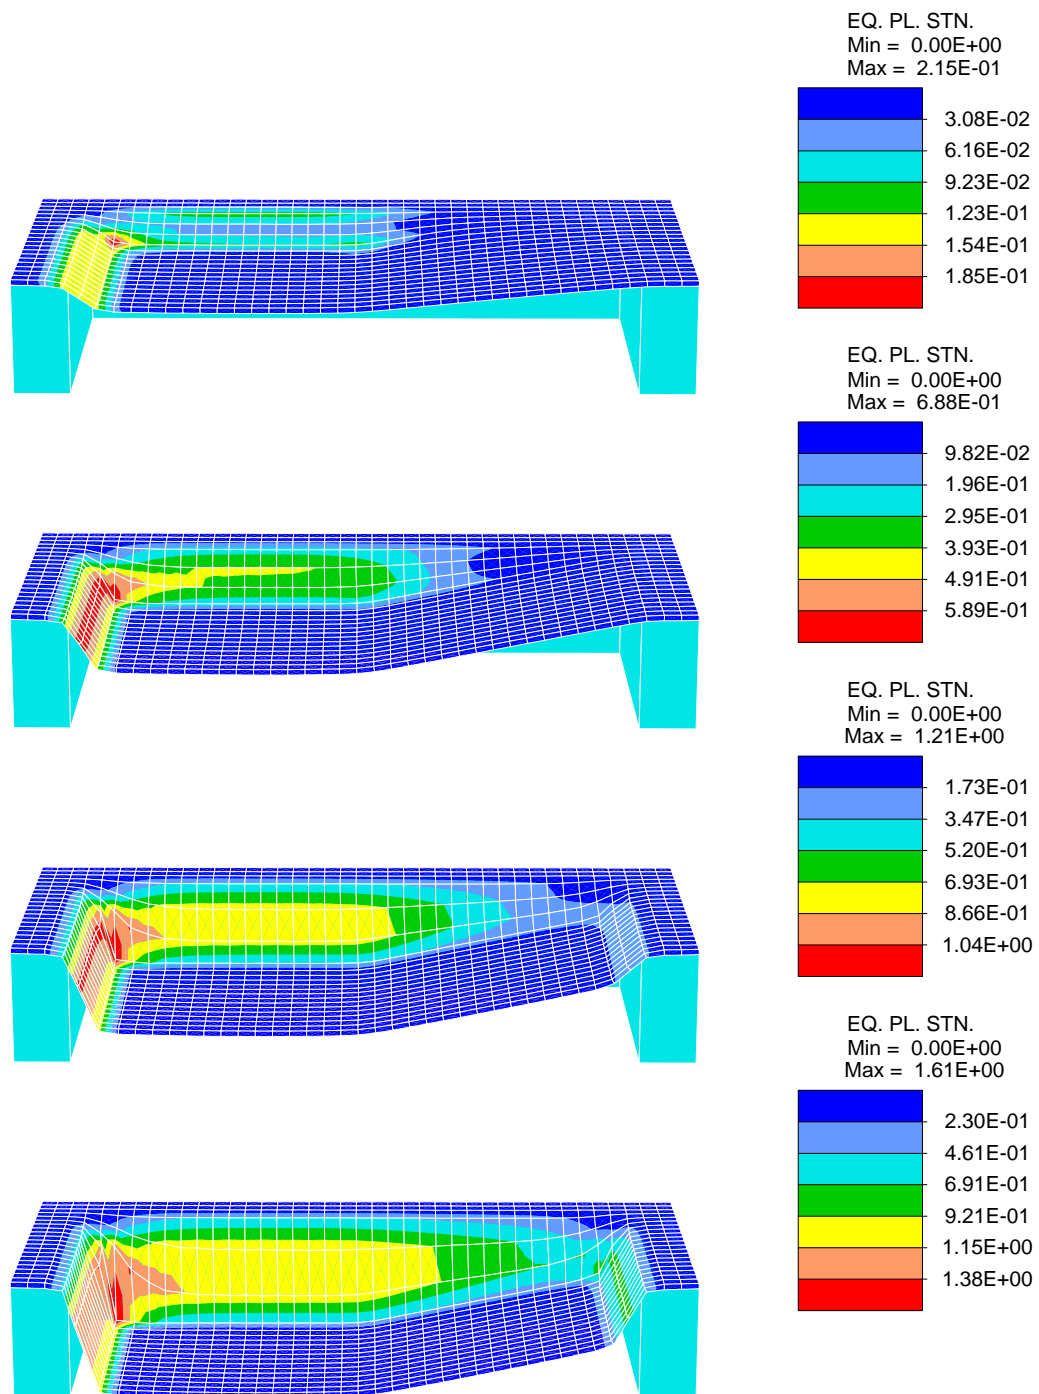 EQ. PL. STN.
Min = 0.00E+00
Max = 2.15E-01
3.08E-02
6.16E-02
9.23E-02
1.23E-01
1.54E-01
1.85E-01
EQ. PL. STN.
Min = 0.00E+00
Max = 6.88E-01
9.82E-02
1.96E-01
2.95E-01
3.93E-01
4.91E-01
5.89E-01
EQ. PL. STN.
Min = 0.00E+00
Max = 1.21E+00
1.73E-01
3.47E-01
5.20E-01
6.93E-01
8.66E-01
1.04E+00
EQ. PL. STN.
Min = 0.00E+00
Max = 1.61E+00
2.30E-01
4.61E-01
6.91E-01
9.21E-01
1.15E+00
1.38E+00